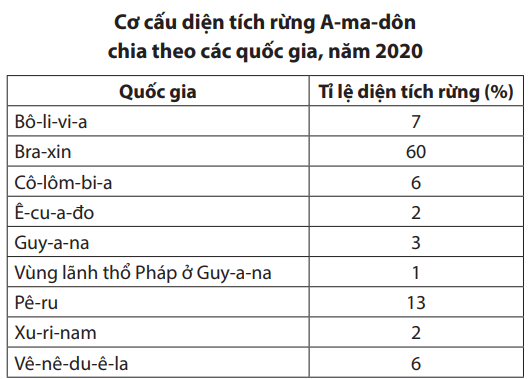 Cơ cấu diện tích rừng A-ma-dôn
chia theo các quốc gia, năm 2020
Quốc gia Tỉ lệ diện tích rừng (%)
Bô-li-vi-a 7
Bra-xin 60
Cô-lôm-bi-a 6
Ê-cu-a-đo 2
Guy-a-na 3
Vùng lãnh thổ Pháp ở Guy-a-na 1
Pê-ru 13
Xu-ri-nam 2
Vê-nê-du-ê-la 6